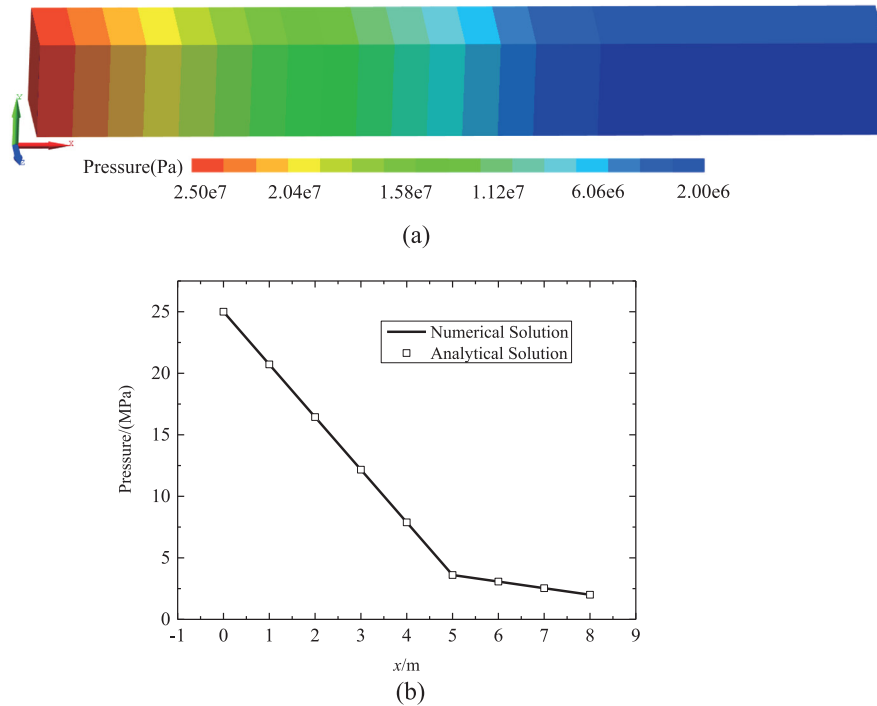 Y
X
Z
Pressure(Pa)
2.50e7 2.04e7 1.58e7 1.12e7 6.06e6 2.00e6
(a)
25
20
15
10
5
0
Pressure/(MPa)
Numerical Solution
Analytical Solution
-1 0 1 2 3 4 5 6 7 8 9
x/m
(b)